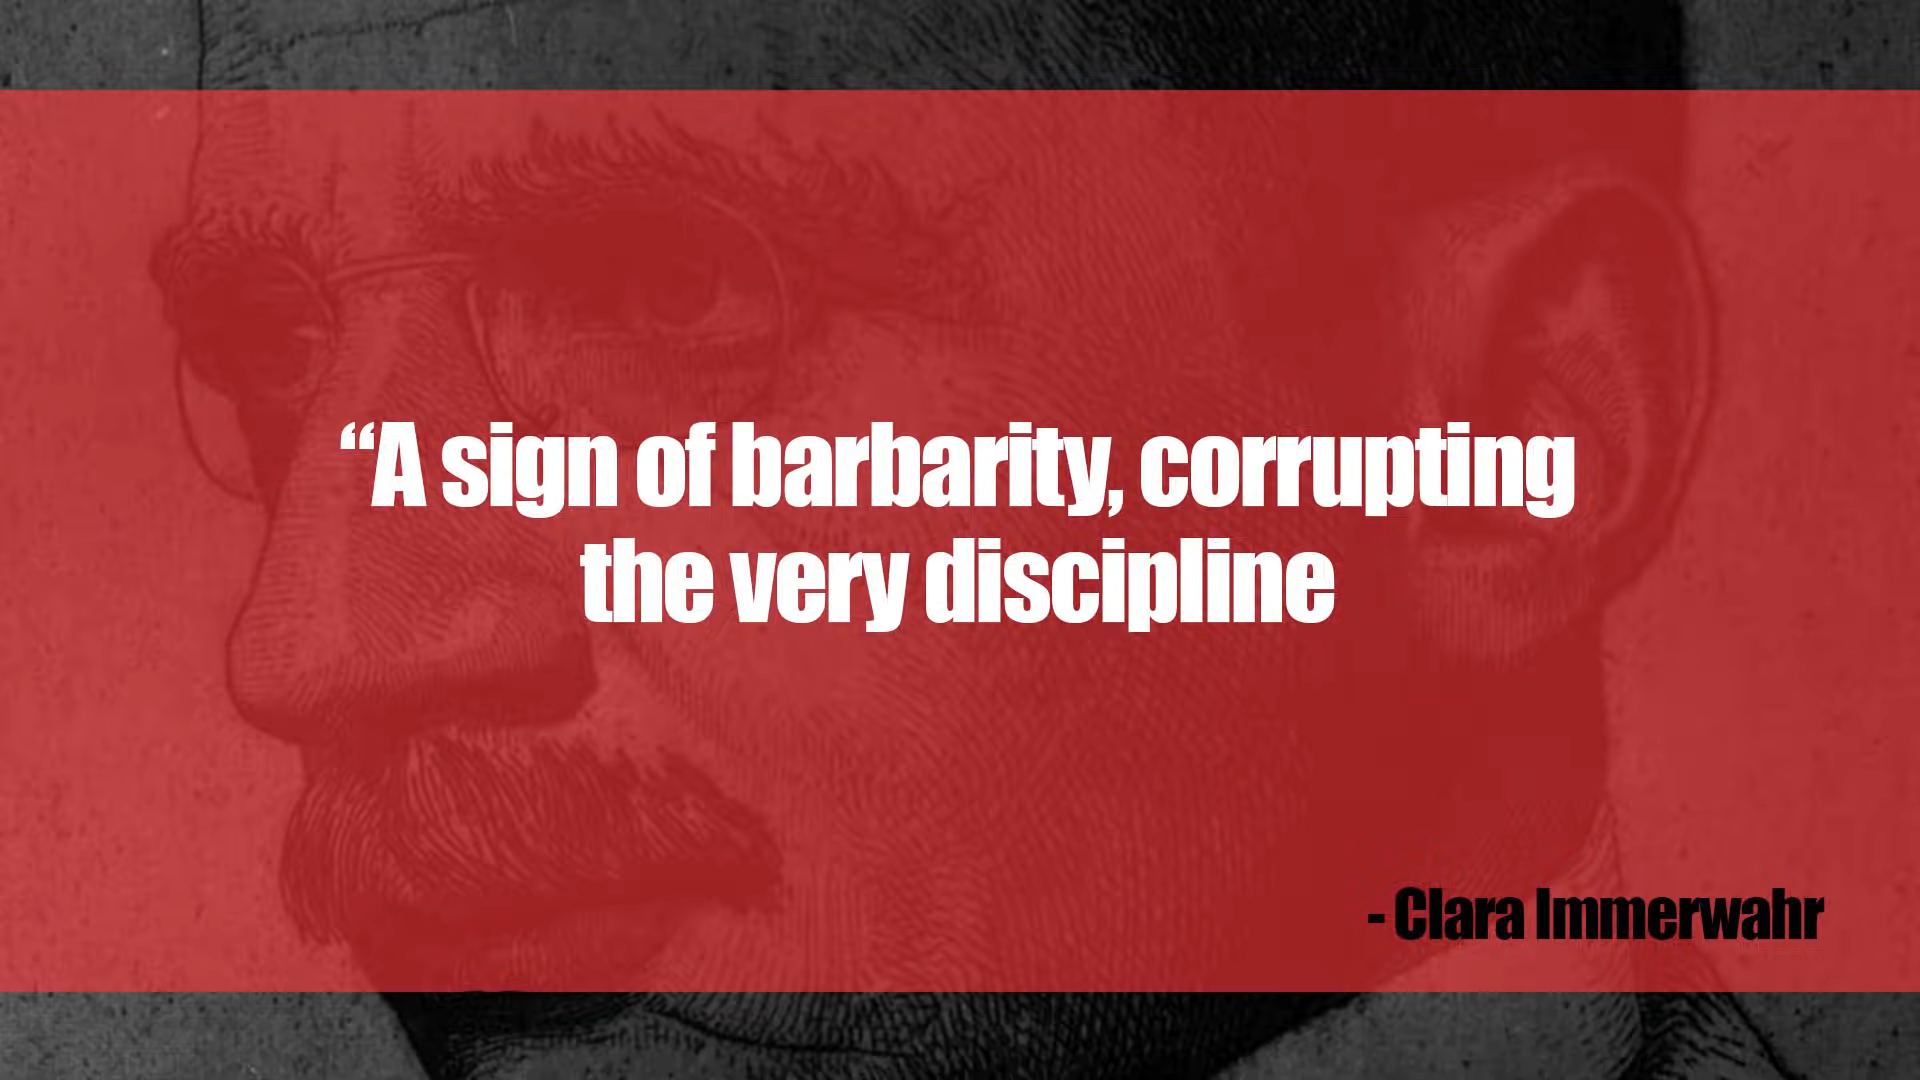 “A sign of barbarity, corrupting
the very discipline
- Clara Immerwahr